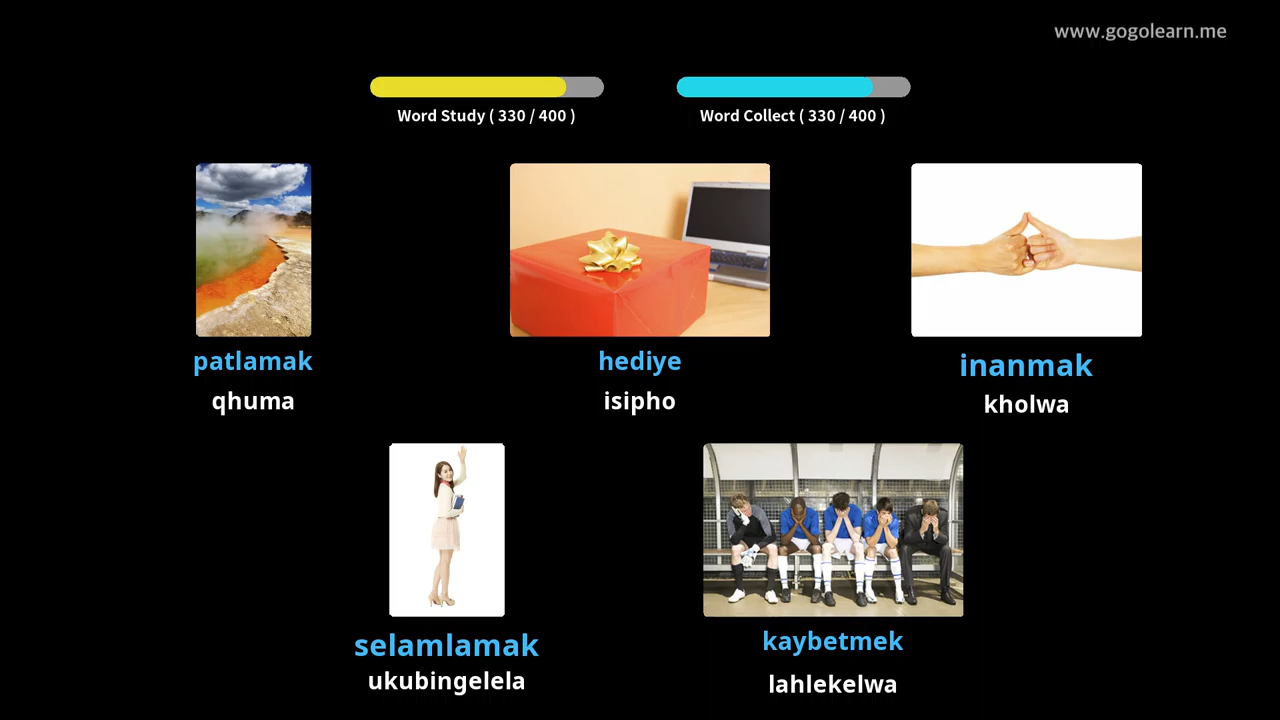 www.gogolearn.me
Word Study ( 330 / 400 )
Word Collect ( 330 / 400 )
patlamak
qhuma
hediye
isipho
inanmak
kholwa
selamlamak
ukubingelela
kaybetmek
lahlekelwa